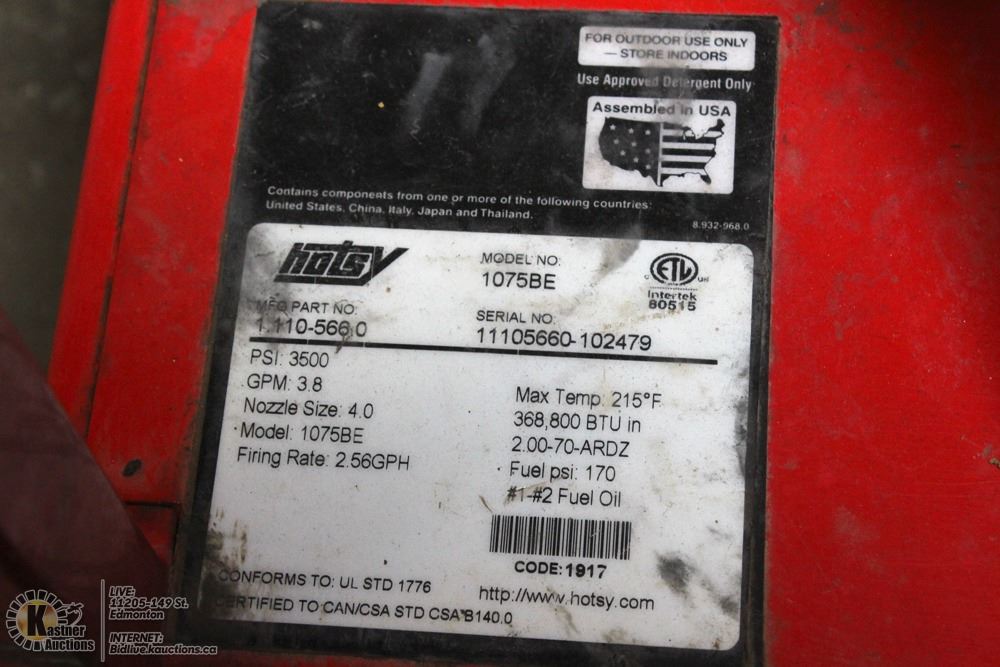 FOR OUTDOOR USE ONLY
— STORE INDOORS
Use Approved Detergent Only
Assembled in USA
Contains components from one or more of the following countries:
United States, China, Italy, Japan and Thailand.
8.932-968.0
hotsy
MODEL NO:
1075BE
C ETL US
Intertek
80515
MFG PART NO:
1.110-566.0
SERIAL NO:
11105660-102479
PSI: 3500
GPM: 3.8
Nozzle Size: 4.0
Model: 1075BE
Firing Rate: 2.56GPH
Max Temp: 215°F
368,800 BTU in
2.00-70-ARDZ
Fuel psi: 170
#1-#2 Fuel Oil
CODE:1917
CONFORMS TO: UL STD 1776
CERTIFIED TO CAN/CSA STD CSA B140.0
http://www.hotsy.com
K
Kastner
Auctions
LIVE:
11205-149 St.
Edmonton
INTERNET:
Bidlive.kauctions.ca